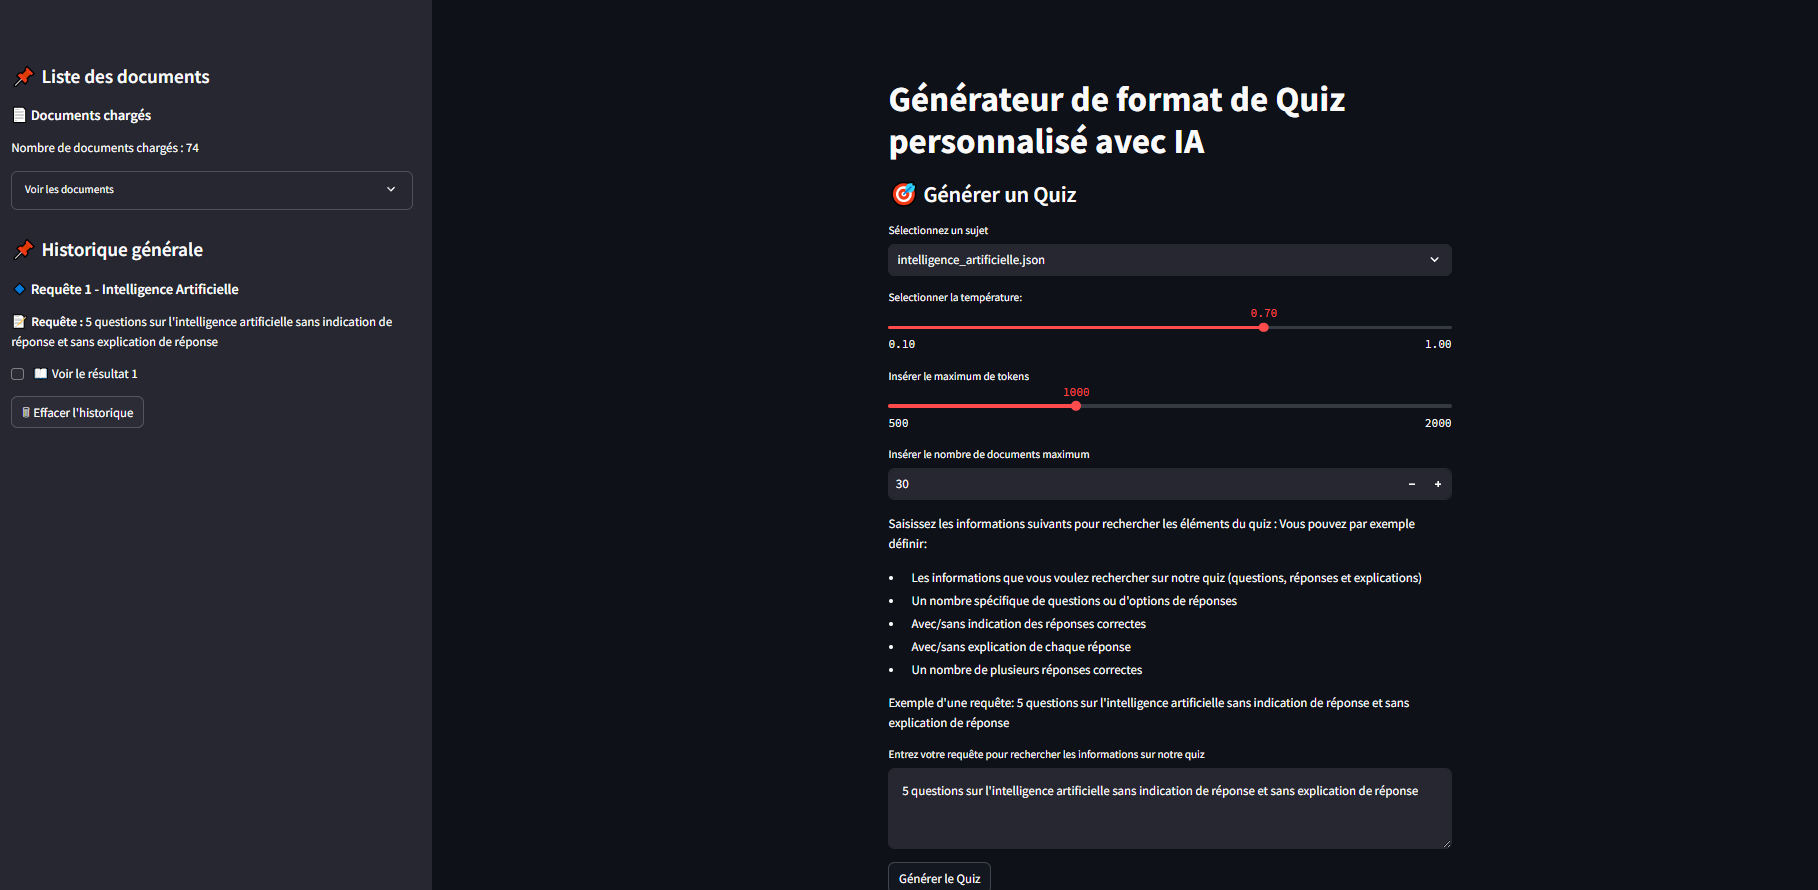 Liste des documents
Documents chargés
Nombre de documents chargés : 74
Voir les documents
Historique générale
Requête 1 - Intelligence Artificielle
Requête : 5 questions sur l'intelligence artificielle sans indication de
réponse et sans explication de réponse
Voir le résultat 1
Effacer l'historique
Générateur de format de Quiz
personnalisé avec IA
Générer un Quiz
Sélectionnez un sujet
intelligence_artificielle.json
Selectionner la température:
0.70
0.10 1.00
Insérer le maximum de tokens
1000
500 2000
Insérer le nombre de documents maximum
30
Saisissez les informations suivants pour rechercher les éléments du quiz : Vous pouvez par exemple
définir:
• Les informations que vous voulez rechercher sur notre quiz (questions, réponses et explications)
• Un nombre spécifique de questions ou d'options de réponses
• Avec/sans indication des réponses correctes
• Avec/sans explication de chaque réponse
• Un nombre de plusieurs réponses correctes
Exemple d'une requête: 5 questions sur l'intelligence artificielle sans indication de réponse et sans
explication de réponse
Entrez votre requête pour rechercher les informations sur notre quiz
5 questions sur l'intelligence artificielle sans indication de réponse et sans explication de réponse
Générer le Quiz